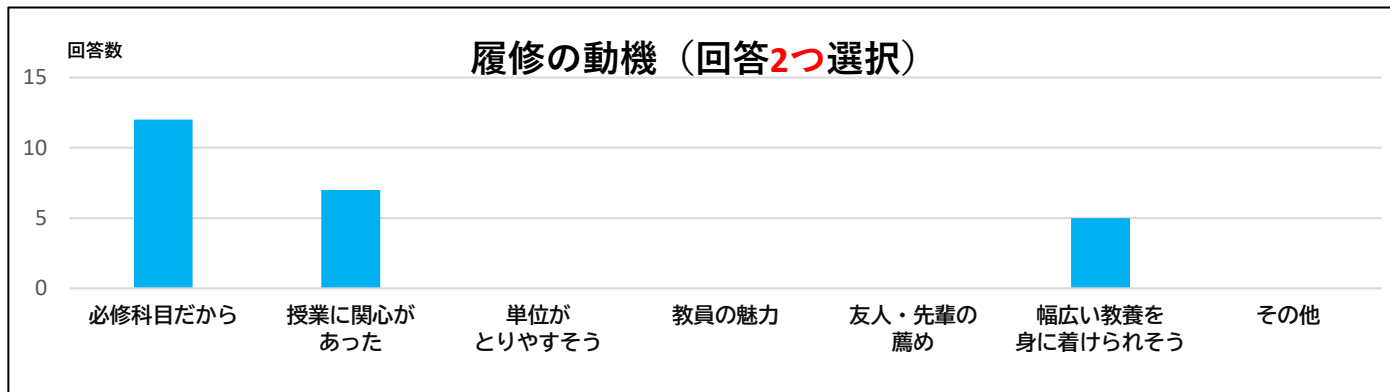 回答数
履修の動機（回答2つ選択）
15
10
5
0
必修科目だから
授業に関心が
あった
単位が
とりやすそう
教員の魅力
友人・先輩の
薦め
幅広い教養を
身に着けられそう
その他